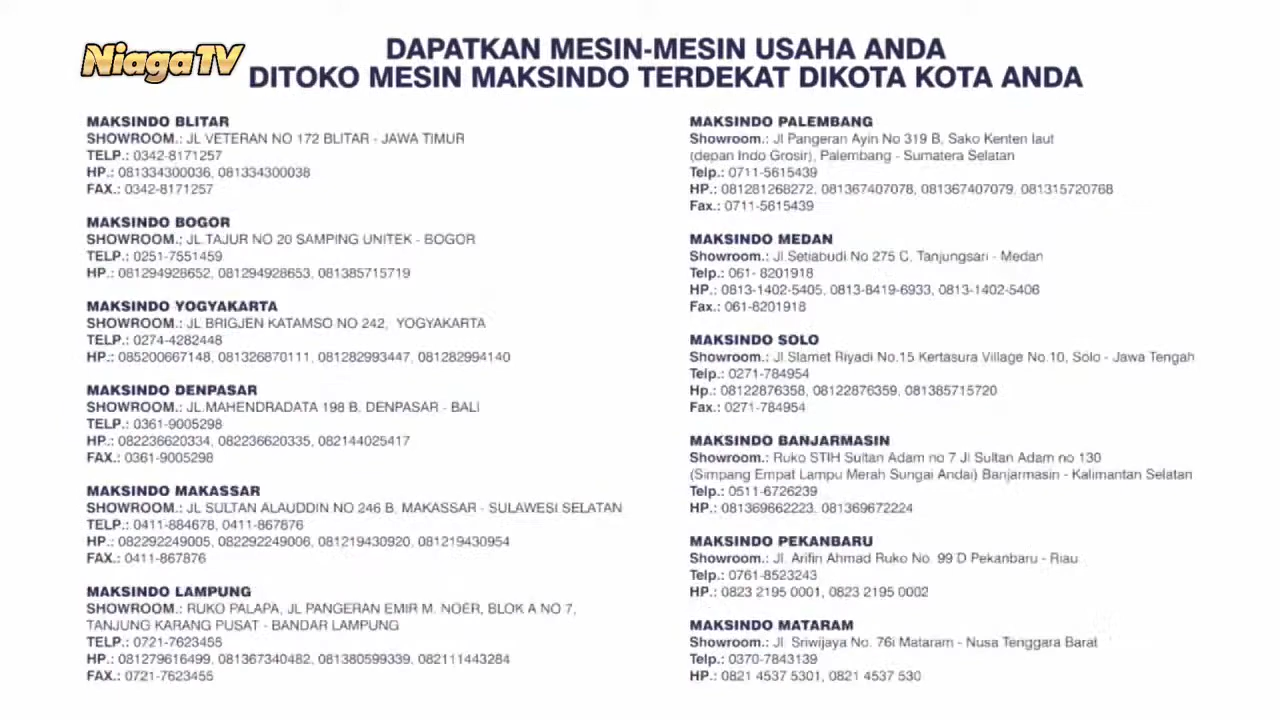 NiagaTV
DAPATKAN MESIN-MESIN USAHA ANDA
DITOKO MESIN MAKSINDO TERDEKAT DIKOTA KOTA ANDA
MAKSINDO BLITAR
SHOWROOM.: JL VETERAN NO 172 BLITAR - JAWA TIMUR
TELP.: 0342-8171257
HP.: 081334300036, 081334300038
FAX.: 0342-8171257
MAKSINDO BOGOR
SHOWROOM.; JL.TAJUR NO 20 SAMPING UNITEK - BOGOR
TELP.: 0251-7551459
HP.: 081294928652, 081294928653, 081385715719
MAKSINDO YOGYAKARTA
SHOWROOM.: JL BRIGJEN KATAMSO NO 242, YOGYAKARTA
TELP.: 0274-4282448
HP.: 085200667148, 081326870111, 081282993447, 081282994140
MAKSINDO DENPASAR
SHOWROOM.: JL.MAHENDRADATA 198 B. DENPASAR - BALI
TELP.: 0361-9005298
HP.: 082236620334, 082236620335, 082144025417
FAX.: 0361-9005298
MAKSINDO MAKASSAR
SHOWROOM.: JL SULTAN ALAUDDIN NO 246 B, MAKASSAR - SULAWESI SELATAN
TELP.: 0411-884678, 0411-867876
HP.: 082292249005, 082292249006, 081219430920, 081219430954
FAX.: 0411-867876
MAKSINDO LAMPUNG
SHOWROOM.: RUKO PALAPA, JL PANGERAN EMIR M. NOER, BLOK A NO 7,
TANJUNG KARANG PUSAT - BANDAR LAMPUNG
TELP.: 0721-7623455
HP.: 081279616499, 081367340482, 081380599339, 082111443284
FAX.: 0721-7623455
MAKSINDO PALEMBANG
Showroom.: Jl Pangeran Ayin No 319 B, Sako Kenten laut
(depan Indo Grosir), Palembang - Sumatera Selatan
Telp.: 0711-5615439
HP.: 081281268272, 081367407078, 081367407079, 081315720768
Fax.: 0711-5615439
MAKSINDO MEDAN
Showroom.: Jl.Setiabudi No 275 C, Tanjungsari - Medan
Telp.: 061- 8201918
HP.: 0813-1402-5405, 0813-8419-6933, 0813-1402-5406
Fax.: 061-8201918
MAKSINDO SOLO
Showroom.: Jl.Slamet Riyadi No.15 Kertasura Village No.10, Solo - Jawa Tengah
Telp.: 0271-784954
Hp.: 08122876358, 08122876359, 081385715720
Fax.: 0271-784954
MAKSINDO BANJARMASIN
Showroom.: Ruko STIH Sultan Adam no 7 Jl Sultan Adam no 130
(Simpang Empat Lampu Merah Sungai Andai) Banjarmasin - Kalimantan Selatan
Telp.: 0511-6726239
HP.: 081369662223, 081369672224
MAKSINDO PEKANBARU
Showroom.: Jl. Arifin Ahmad Ruko No. 99 D Pekanbaru - Riau
Telp.: 0761-8523243
HP.: 0823 2195 0001, 0823 2195 0002
MAKSINDO MATARAM
Showroom.: Jl. Sriwijaya No. 76i Mataram - Nusa Tenggara Barat
Telp.: 0370-7843139
HP.: 0821 4537 5301, 0821 4537 530